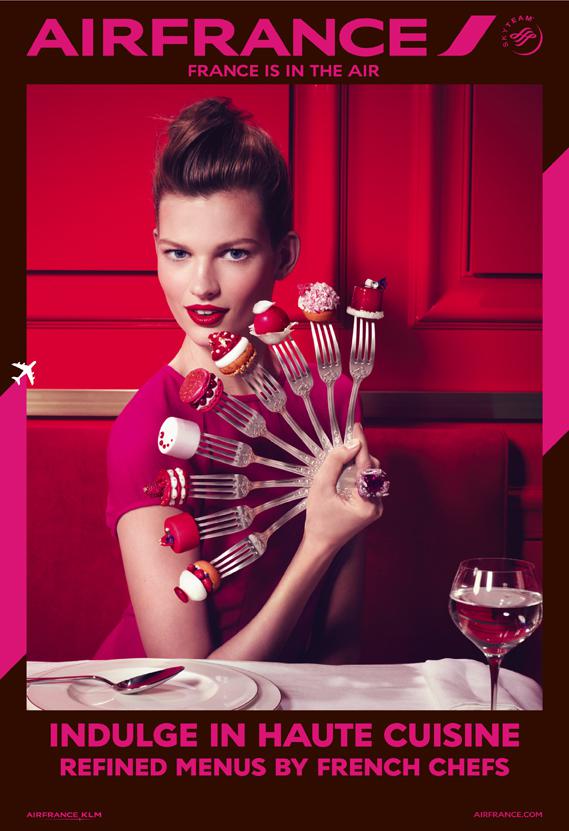 AIRFRANCE
SKYTEAM
FRANCE IS IN THE AIR
INDULGE IN HAUTE CUISINE
REFINED MENUS BY FRENCH CHEFS
AIRFRANCE KLM
AIRFRANCE.COM